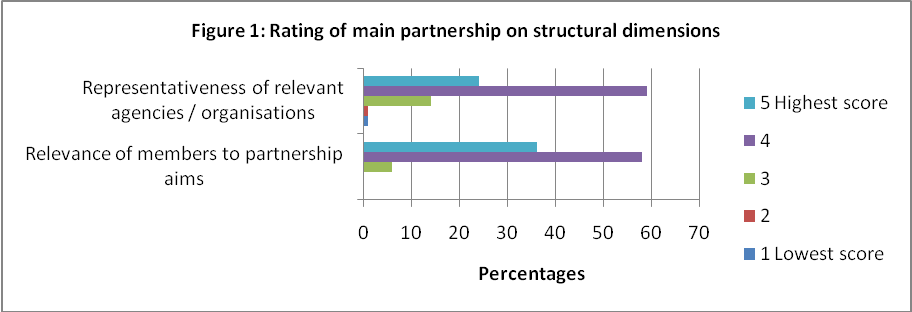 Figure 1: Rating of main partnership on structural dimensions
Representativeness of relevant
agencies / organisations
Relevance of members to partnership
aims
0 10 20 30 40 50 60 70
Percentages
5 Highest score
4
3
2
1 Lowest score